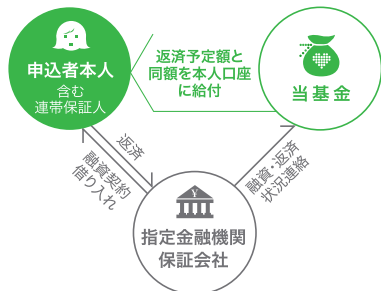 申込者本人
含む
連帯保証人
返済予定額と
同額を本人口座
に給付
当基金
返済
融資契約
借り入れ
融資・返済
状況連絡
¥
指定金融機関
保証会社